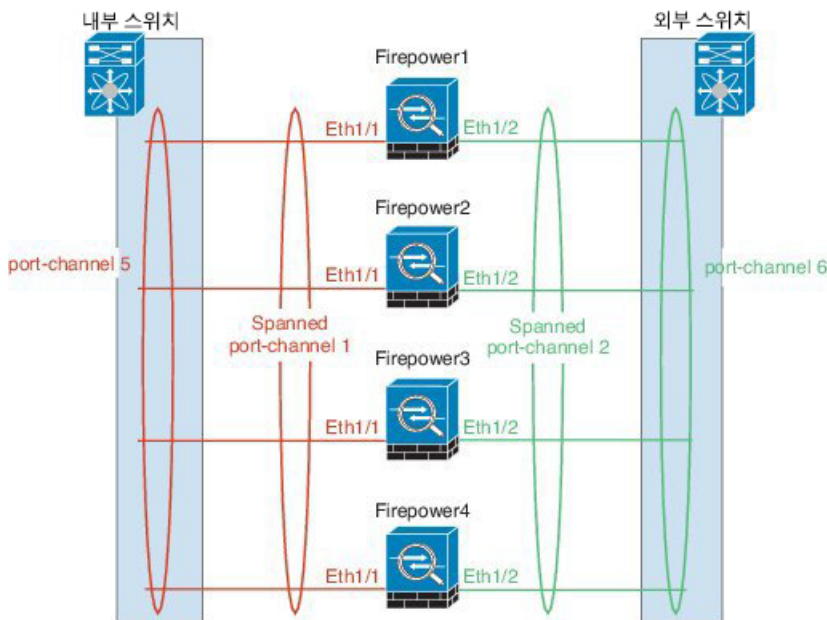 내부 스위치
외부 스위치
Firepower1
Eth1/1
Eth1/2
Firepower2
port-channel 5
Eth1/1
Eth1/2
port-channel 6
Spanned
port-channel 1
Spanned
port-channel 2
Firepower3
Eth1/1
Eth1/2
Firepower4
Eth1/1
Eth1/2